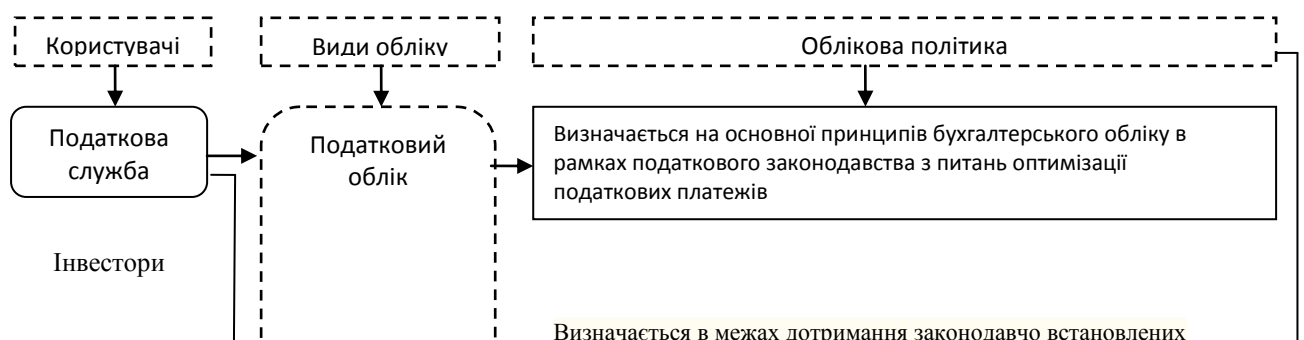 Користувачі
Види обліку
Облікова політика
Податкова
служба
Податковий
облік
Визначається на основної принципів бухгалтерського обліку в
рамках податкового законодавства з питань оптимізації
податкових платежів
Інвестори
Визначається в межах дотримання законодавчо встановлених